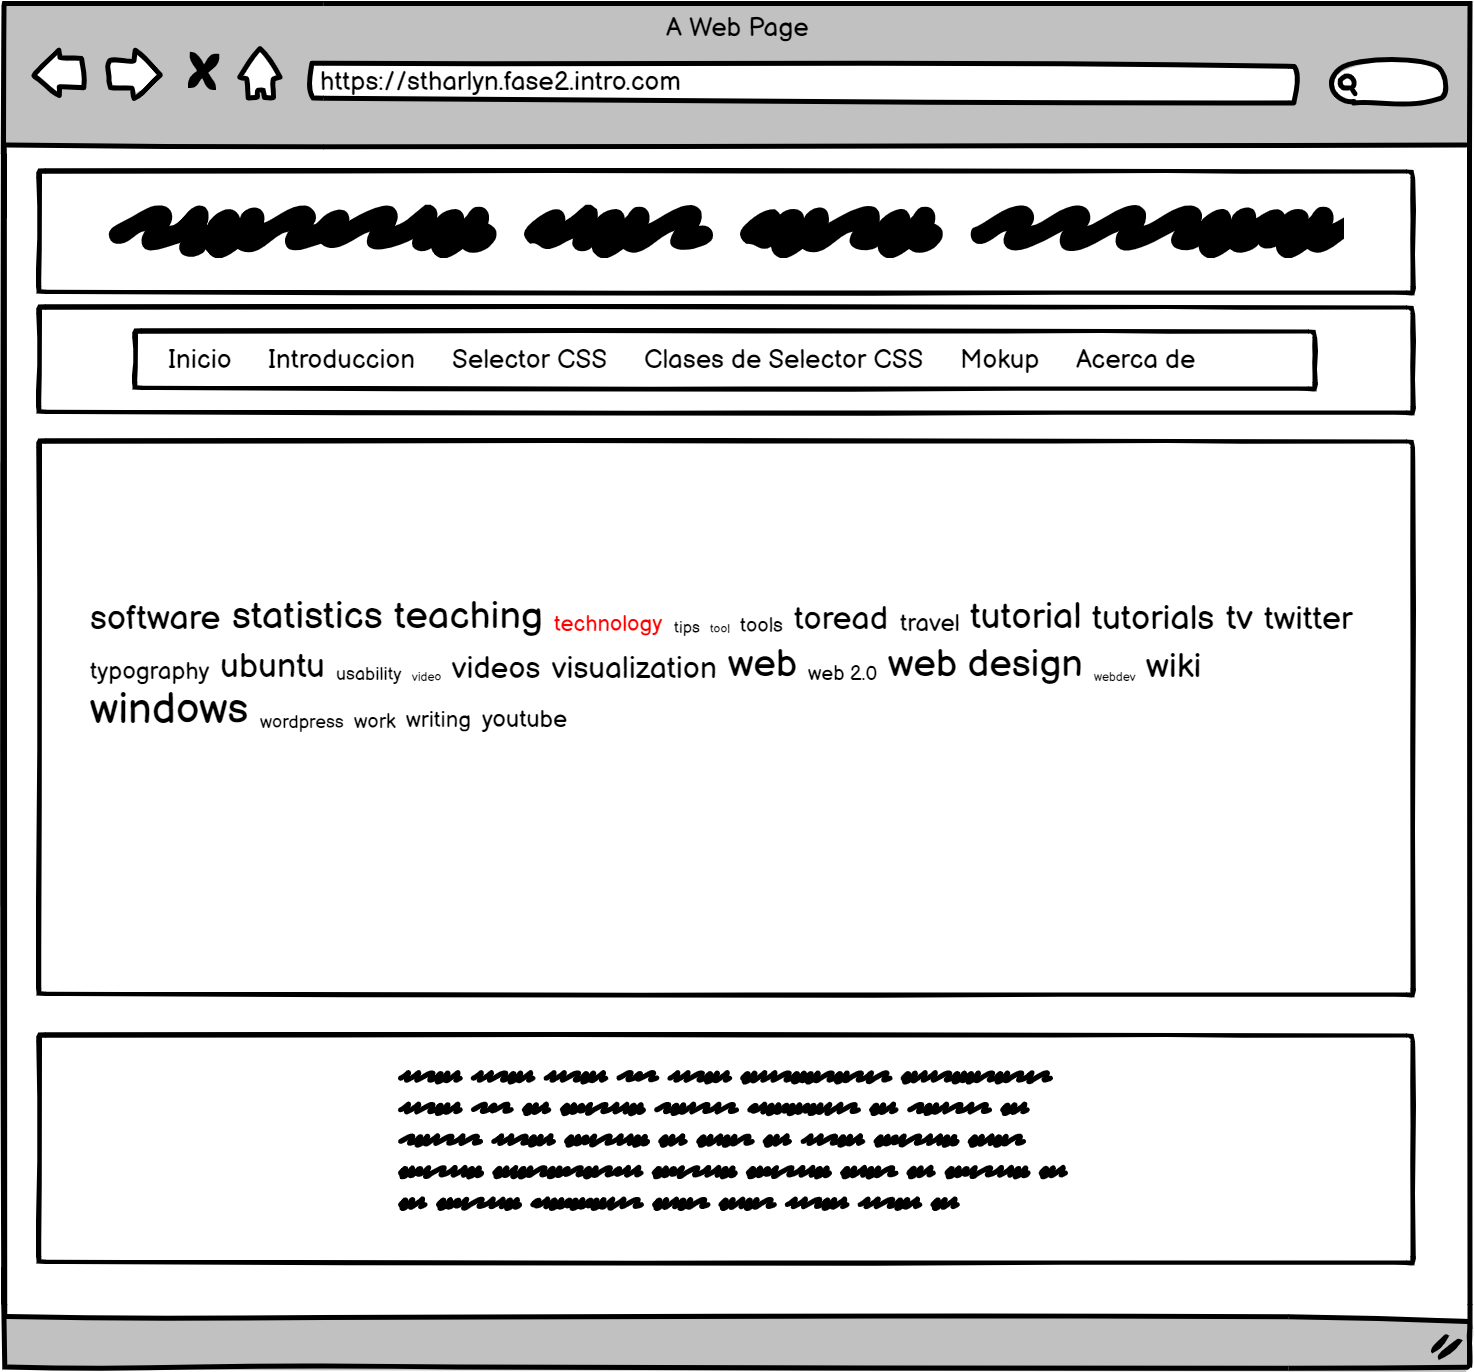 A Web Page
https://stharlyn.fase2.intro.com
Inicio Introduccion Selector CSS Clases de Selector CSS Mokup Acerca de
software statistics teaching technology tips tool tools toread travel tutorial tutorials tv twitter
typography ubuntu usability video videos visualization web web 2.0 web design webdev wiki
windows wordpress work writing youtube